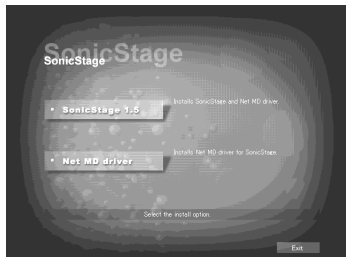 SonicStage
SonicStage
SonicStage 1.5
Installs SonicStage and Net MD driver.
Net MD driver
Installs Net MD driver for SonicStage.
Select the install option.
Exit